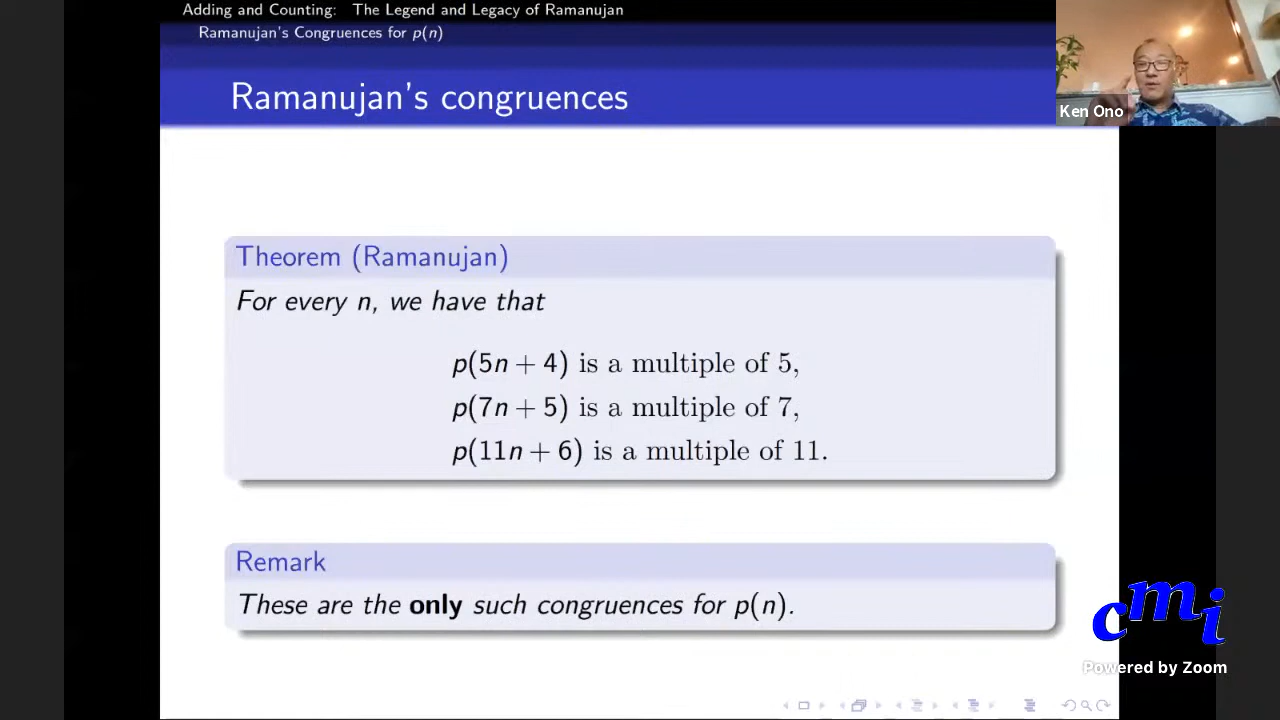 Adding and Counting: The Legend and Legacy of Ramanujan
Ramanujan's Congruences for p(n)
Ramanujan's congruences
Ken Ono
Theorem (Ramanujan)
For every n, we have that
p(5n + 4) is a multiple of 5,
p(7n + 5) is a multiple of 7,
p(11n + 6) is a multiple of 11.
Remark
These are the only such congruences for p(n).
cmi
Powered by Zoom